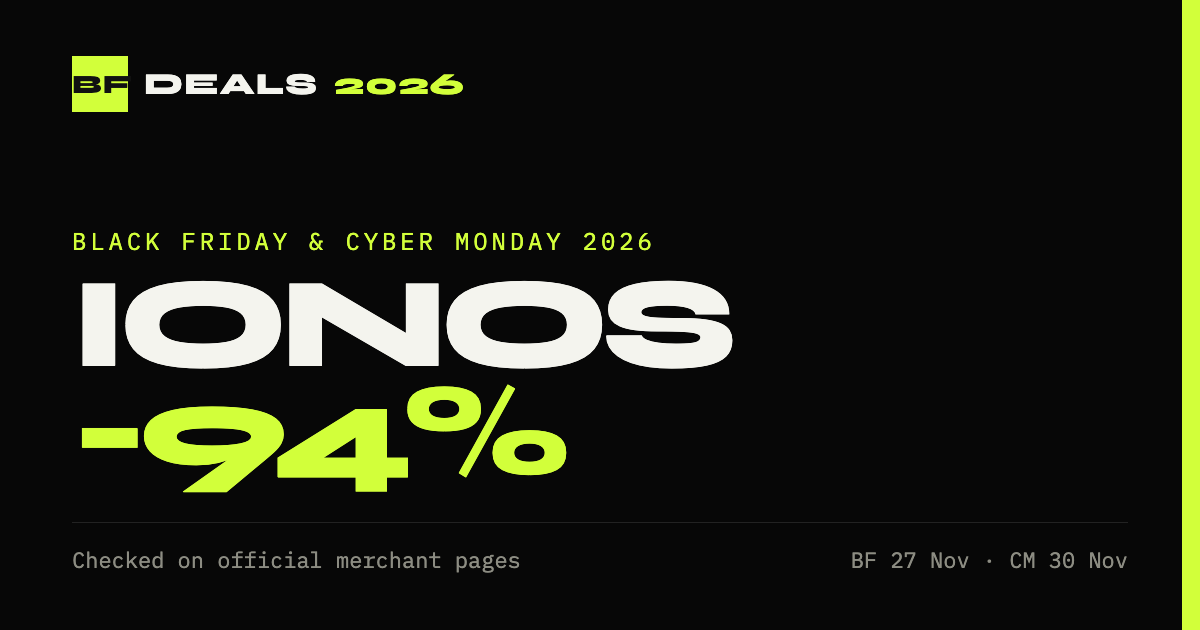 BF DEALS 2026
BLACK FRIDAY & CYBER MONDAY 2026
IONOS
-94%
Checked on official merchant pages
BF 27 Nov · CM 30 Nov